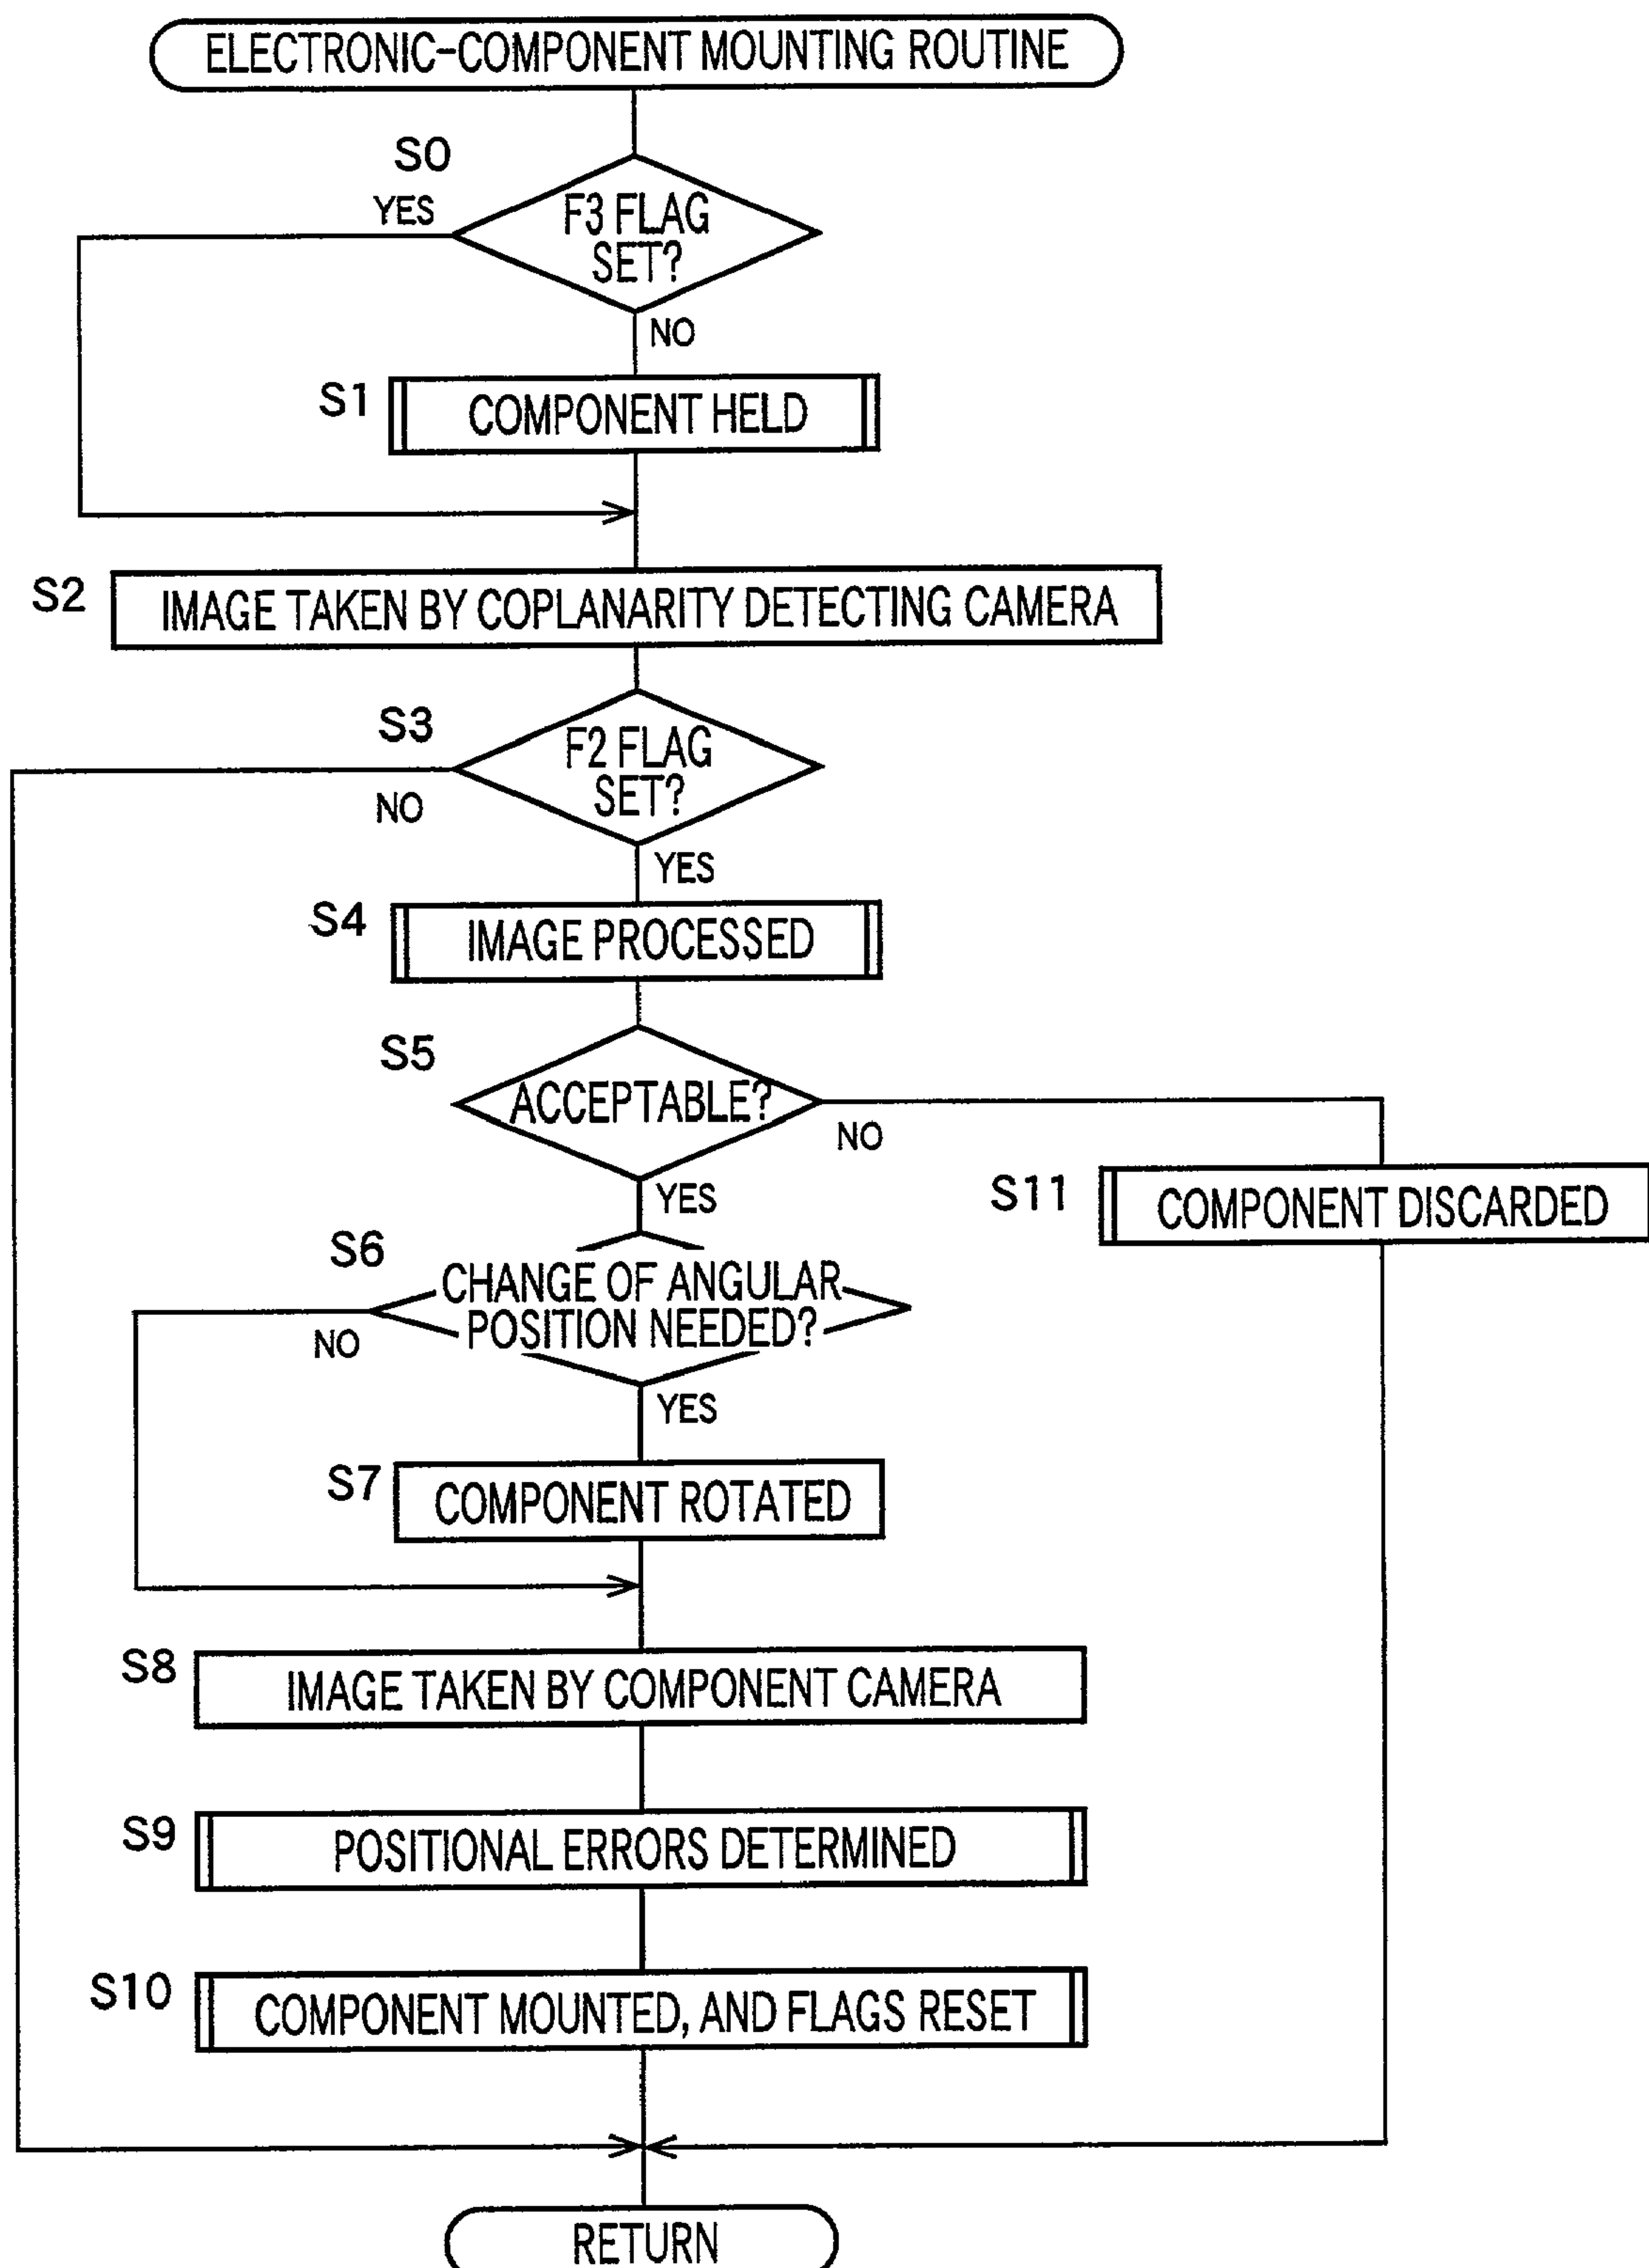 ELECTRONIC-COMPONENT MOUNTING ROUTINE
S0
YES
F3 FLAG
SET?
NO
S1
COMPONENT HELD
S2
IMAGE TAKEN BY COPLANARITY DETECTING CAMERA
S3
F2 FLAG
SET?
NO
YES
S4
IMAGE PROCESSED
S5
ACCEPTABLE?
NO
YES
S11
COMPONENT DISCARDED
S6
CHANGE OF ANGULAR
POSITION NEEDED?
NO
YES
S7
COMPONENT ROTATED
S8
IMAGE TAKEN BY COMPONENT CAMERA
S9
POSITIONAL ERRORS DETERMINED
S10
COMPONENT MOUNTED, AND FLAGS RESET
RETURN